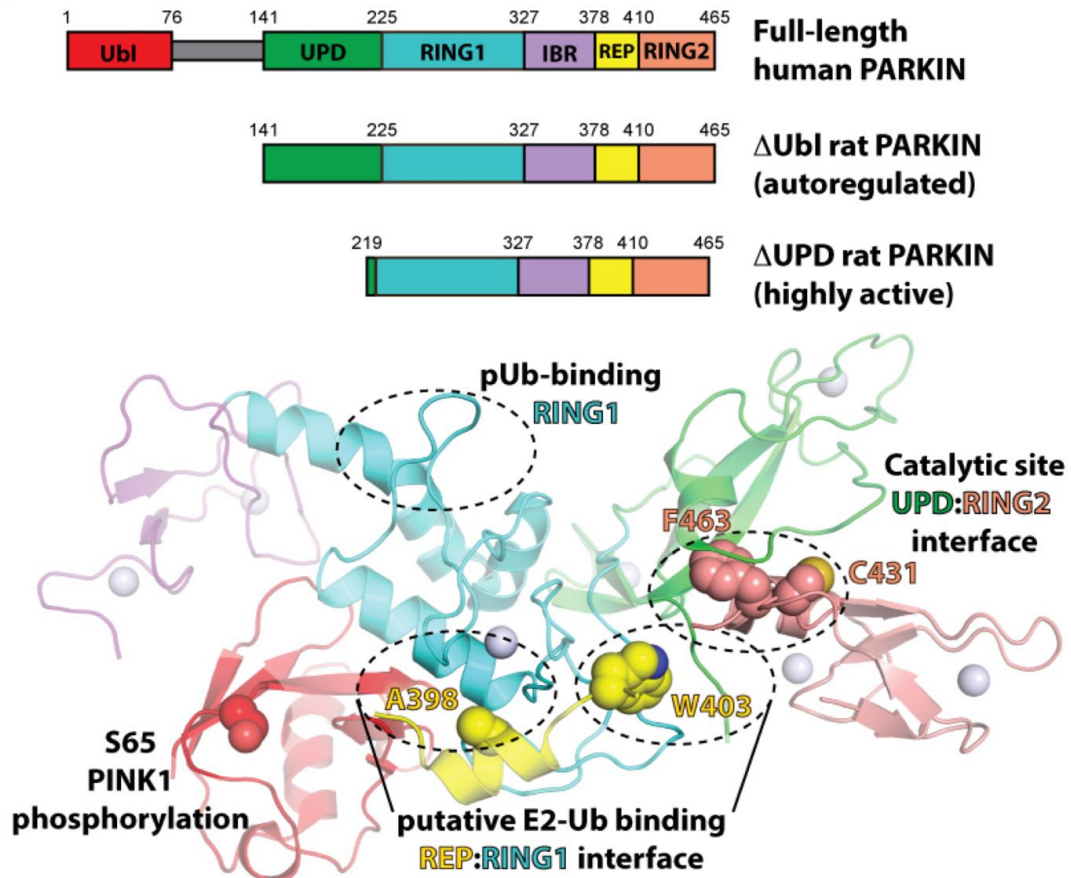 1 76 141 225 327 378 410 465
Ubl UPD RING1 IBR REP RING2
Full-length
human PARKIN
141 225 327 378 410 465
ΔUbl rat PARKIN
(autoregulated)
219 327 378 410 465
ΔUPD rat PARKIN
(highly active)
pUb-binding
RING1
Catalytic site
UPD:RING2
interface
F463
C431
A398
W403
S65
PINK1
phosphorylation
putative E2-Ub binding
REP:RING1 interface